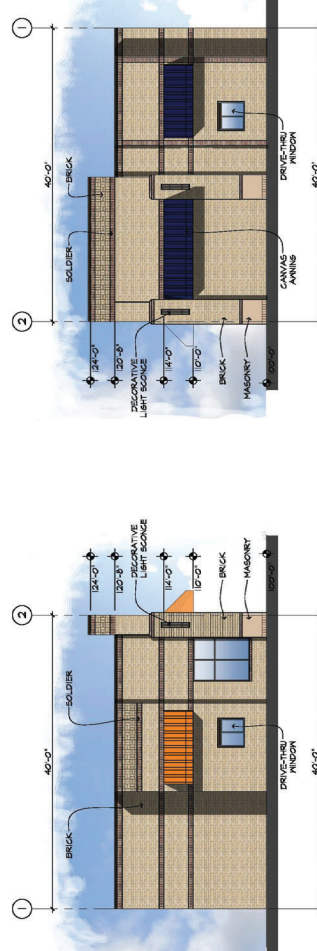 1
2
40'-0"
BRICK
SOLDIER
124'-0"
120'-8"
DECORATIVE
LIGHT SCONCE
114'-0"
110'-0"
BRICK
MASONRY
100'-0"
DRIVE-THRU
WINDOW
40'-0"
2
1
40'-0"
SOLDIER
BRICK
124'-0"
120'-8"
DECORATIVE
LIGHT SCONCE
114'-0"
110'-0"
BRICK
MASONRY
100'-0"
CANVAS
AWNING
DRIVE-THRU
WINDOW
40'-0"